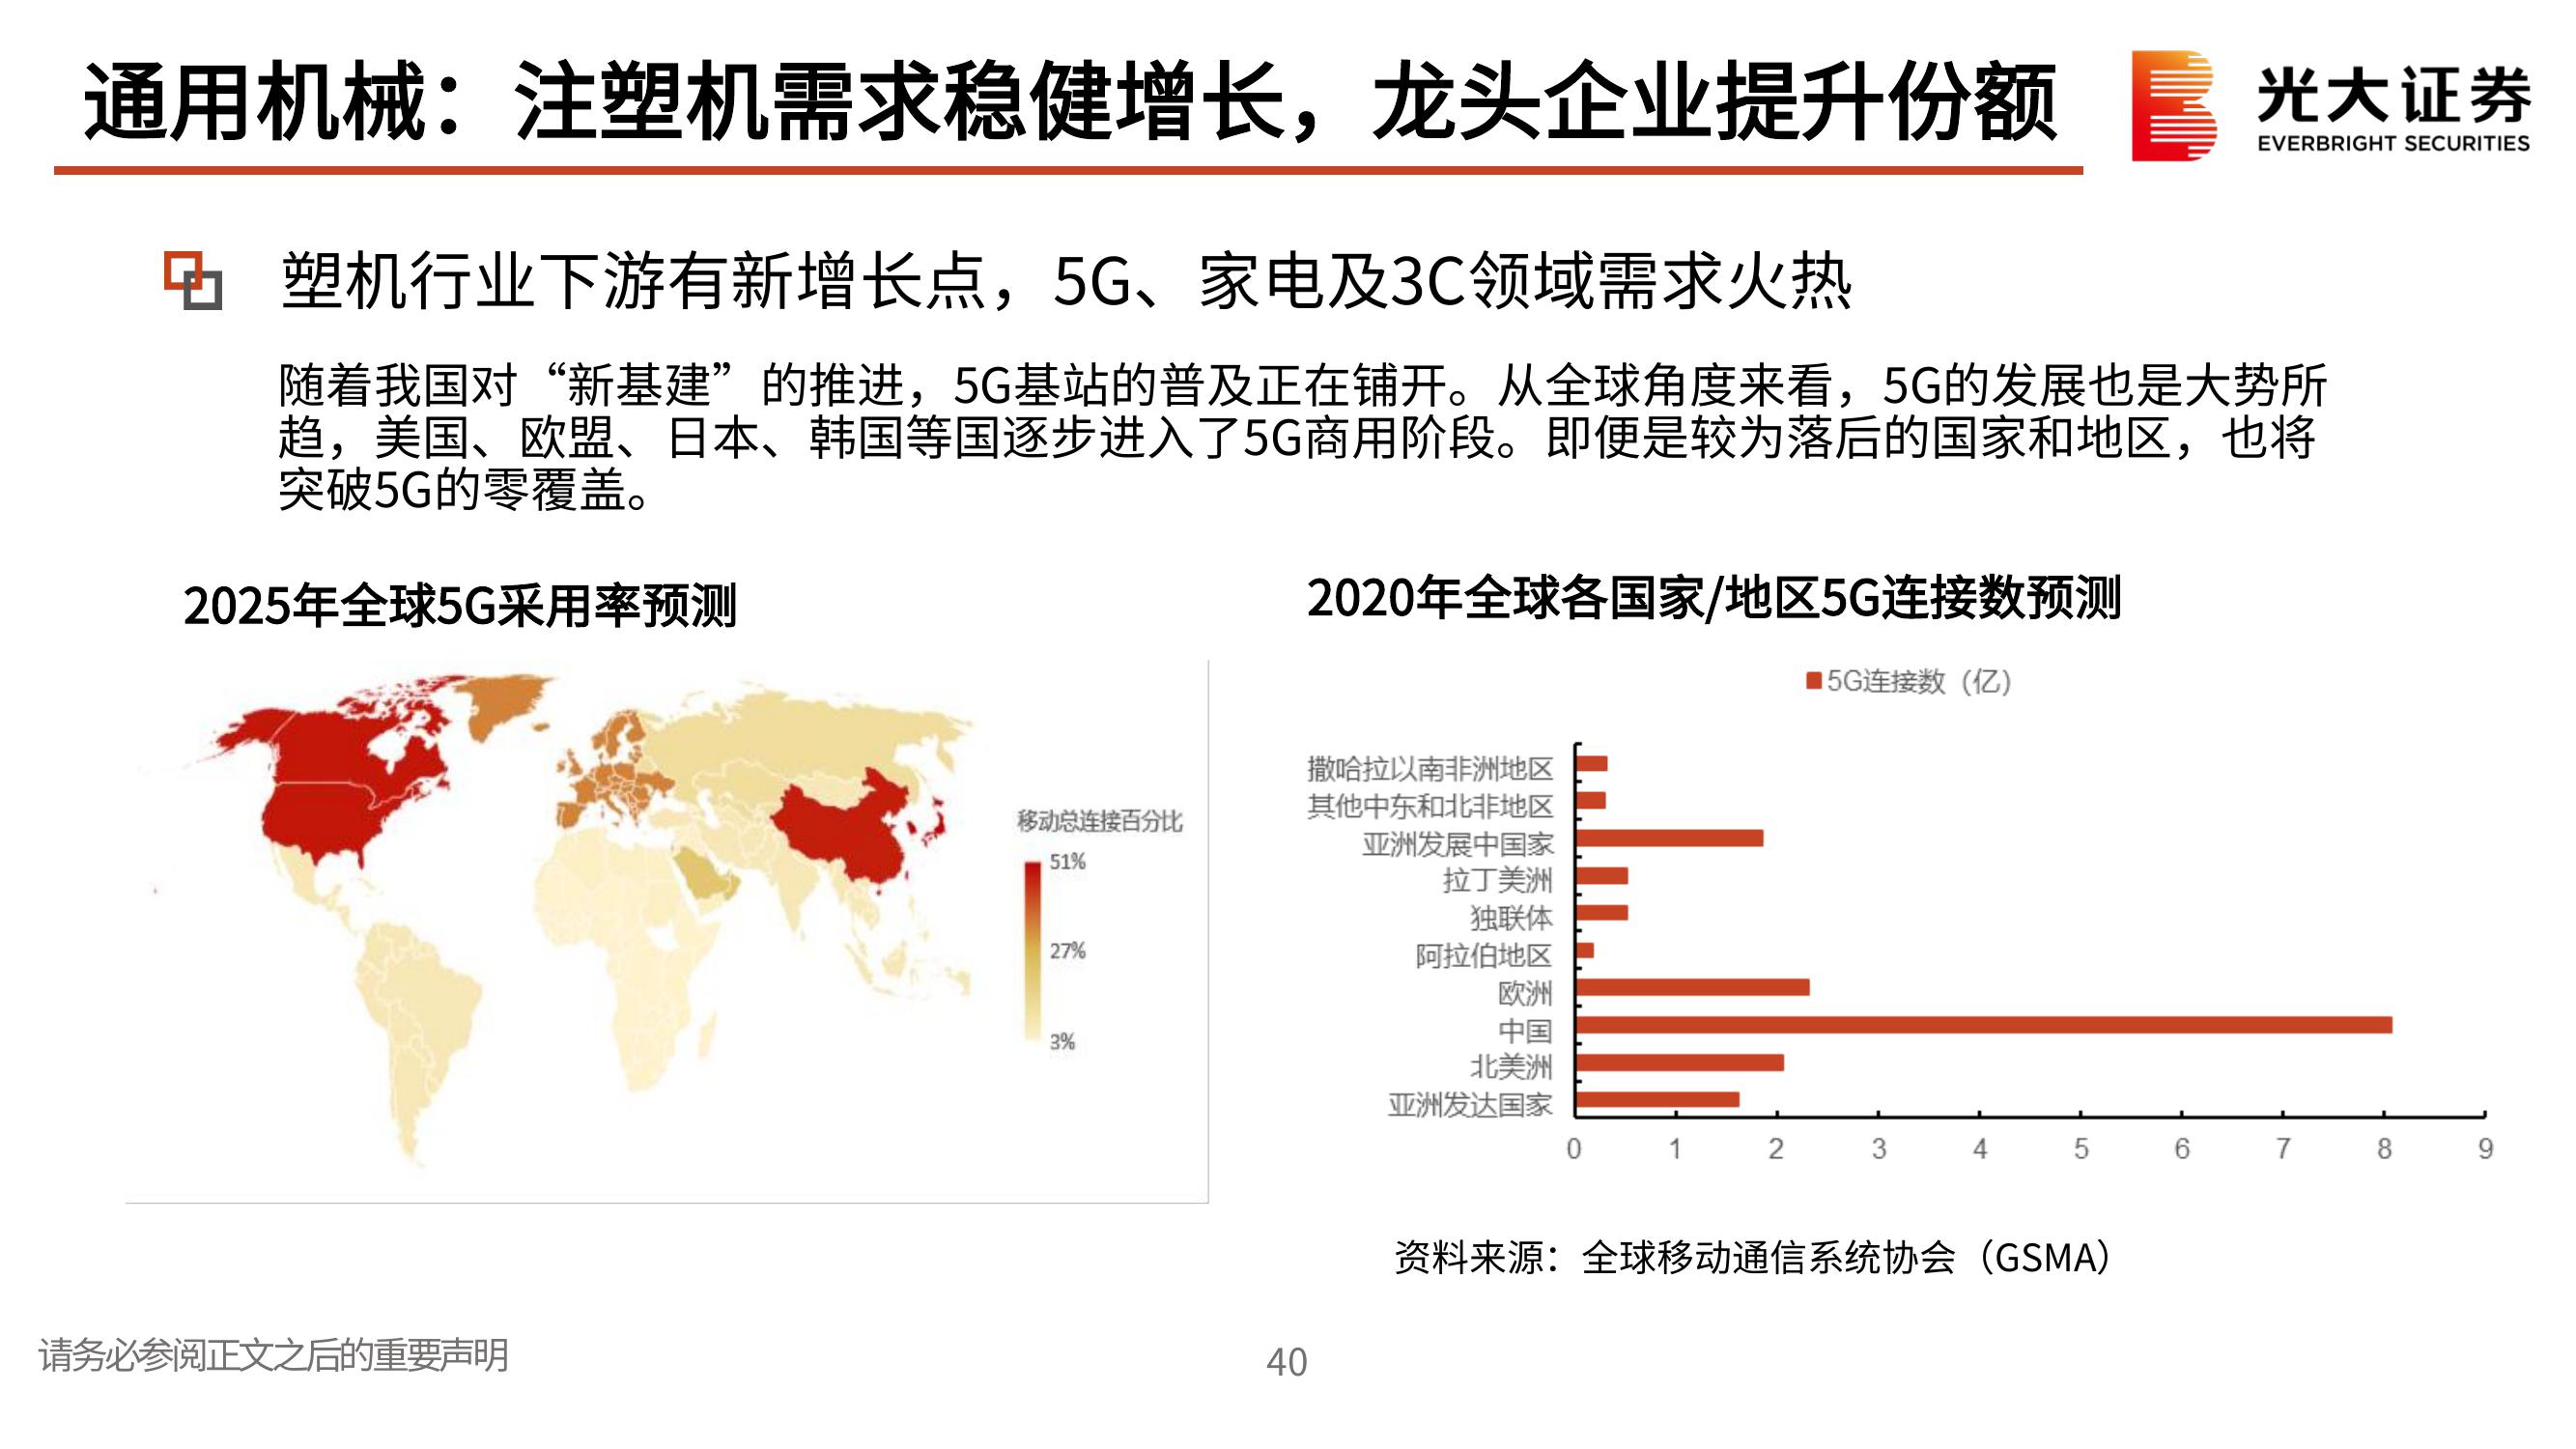 通用机械：注塑机需求稳健增长，龙头企业提升份额
光大证券
EVERBRIGHT SECURITIES
塑机行业下游有新增长点，5G、家电及3C领域需求火热
随着我国对“新基建”的推进，5G基站的普及正在铺开。从全球角度来看，5G的发展也是大势所
趋，美国、欧盟、日本、韩国等国逐步进入了5G商用阶段。即便是较为落后的国家和地区，也将
突破5G的零覆盖。
2025年全球5G采用率预测
移动总连接百分比
51%
27%
3%
2020年全球各国家/地区5G连接数预测
5G连接数（亿）
撒哈拉以南非洲地区
其他中东和北非地区
亚洲发展中国家
拉丁美洲
独联体
阿拉伯地区
欧洲
中国
北美洲
亚洲发达国家
0 1 2 3 4 5 6 7 8 9
资料来源：全球移动通信系统协会（GSMA）
请务必参阅正文之后的重要声明
40